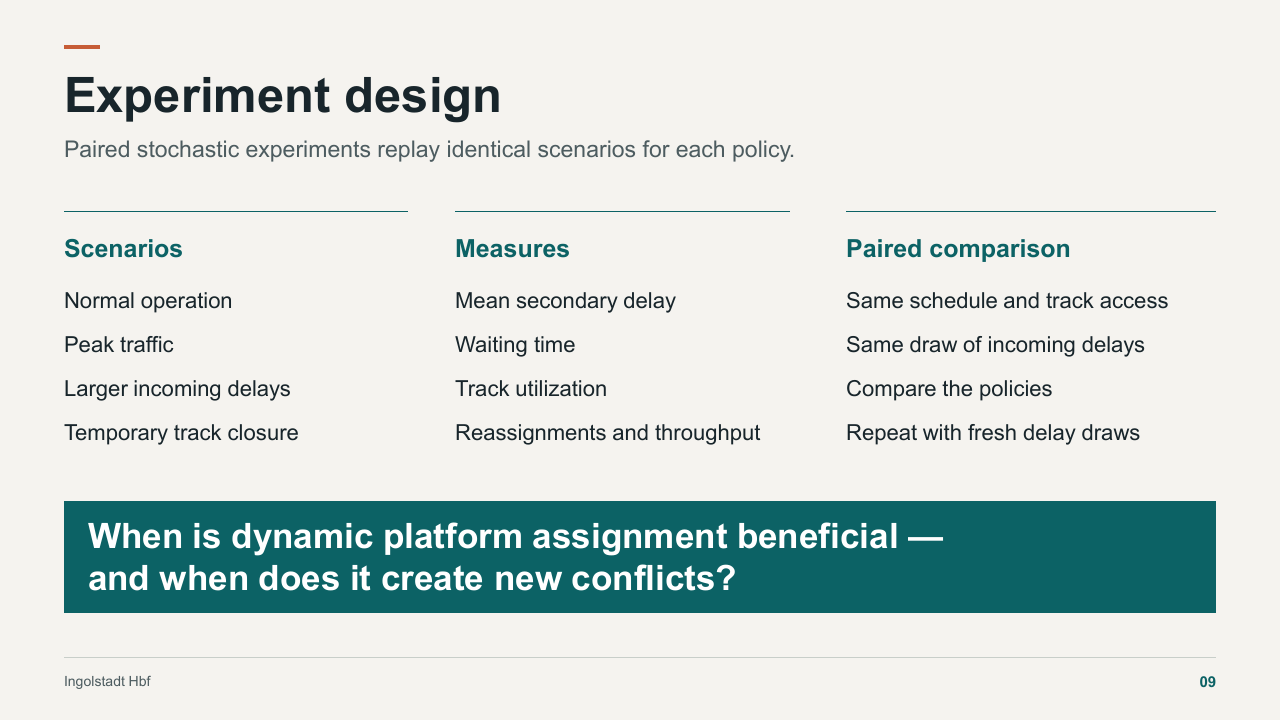 Experiment design
Paired stochastic experiments replay identical scenarios for each policy.
Scenarios
Normal operation
Peak traffic
Larger incoming delays
Temporary track closure
Measures
Mean secondary delay
Waiting time
Track utilization
Reassignments and throughput
Paired comparison
Same schedule and track access
Same draw of incoming delays
Compare the policies
Repeat with fresh delay draws
When is dynamic platform assignment beneficial —
and when does it create new conflicts?
Ingolstadt Hbf
09